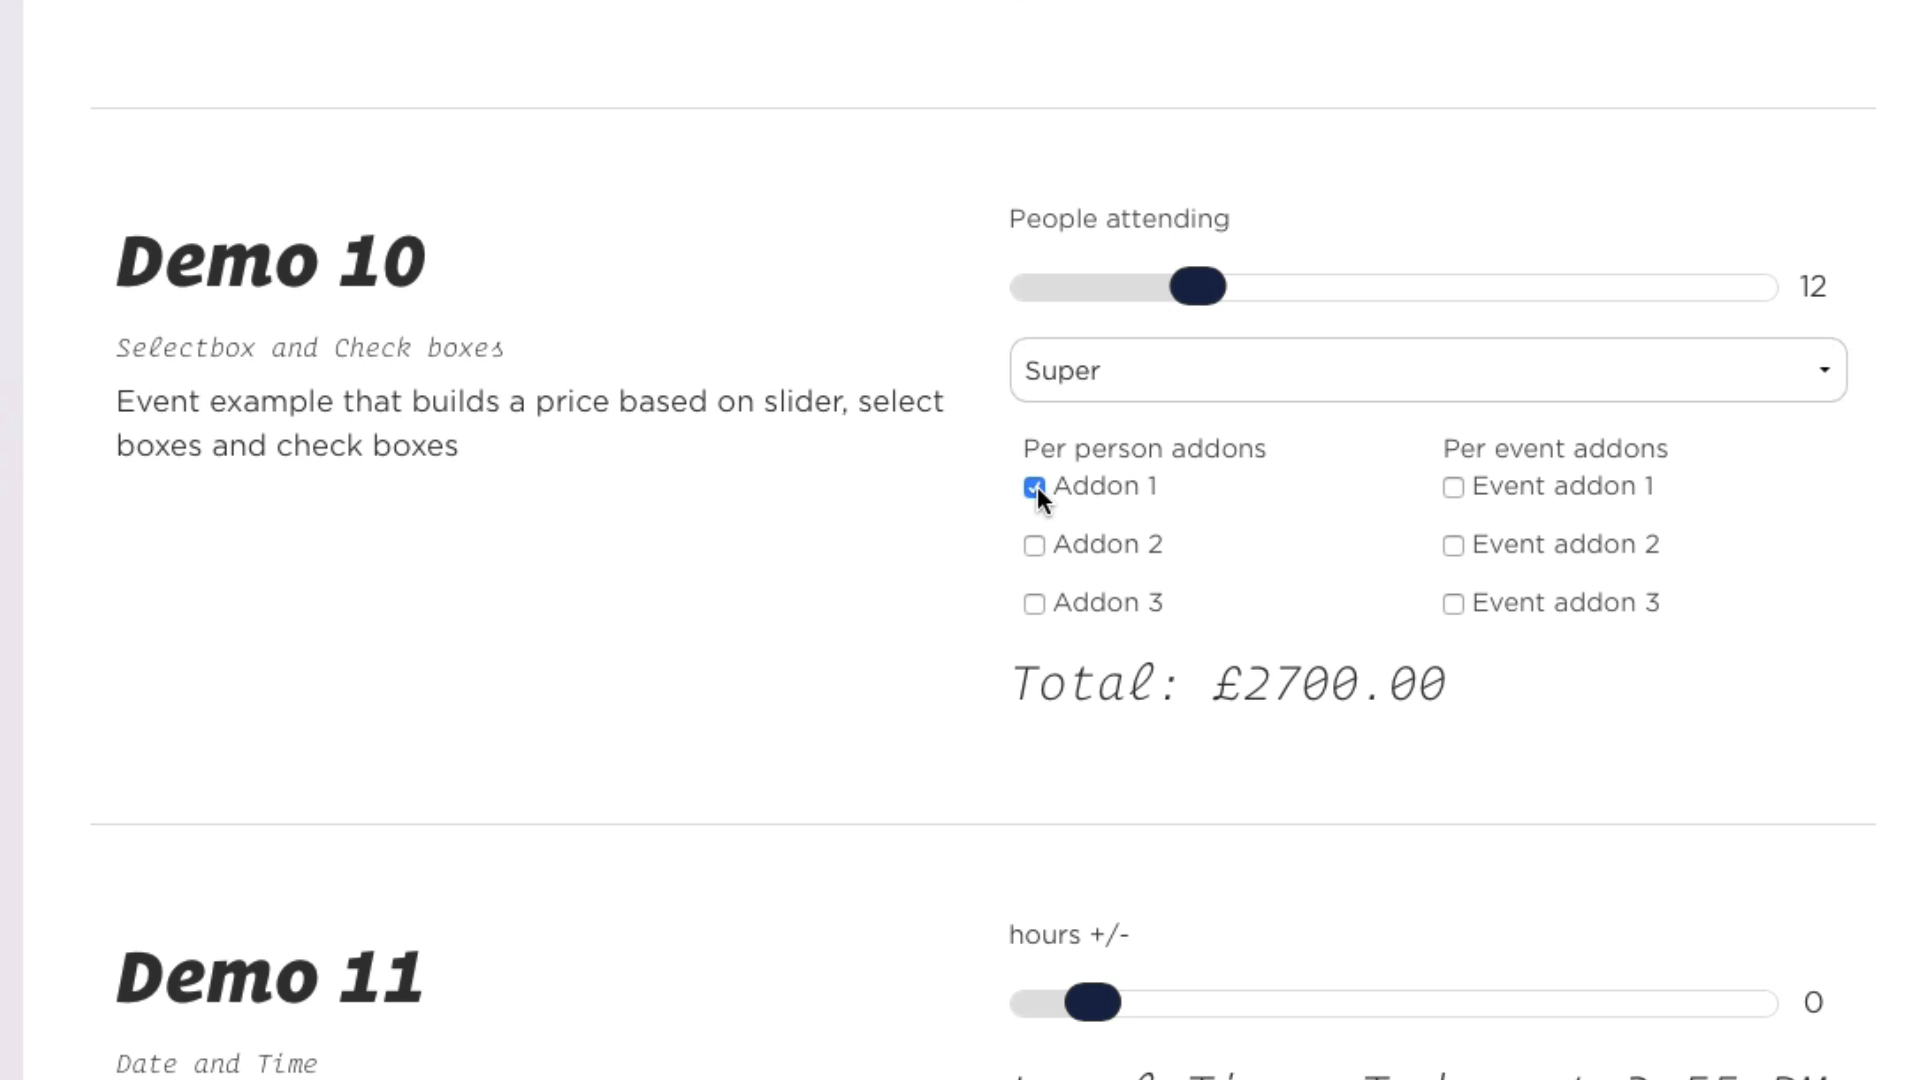 Demo 10
Selectbox and Check boxes
Event example that builds a price based on slider, select
boxes and check boxes
People attending
12
Super
Per person addons
Addon 1
Addon 2
Addon 3
Per event addons
Event addon 1
Event addon 2
Event addon 3
Total: £2700.00
Demo 11
Date and Time
hours +/-
0